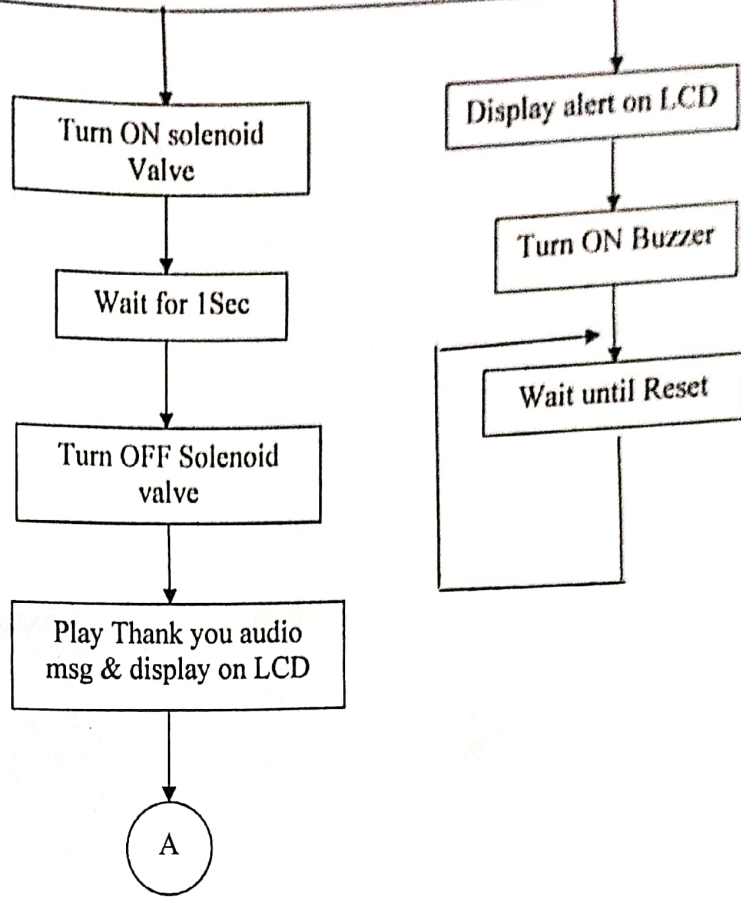 Turn ON solenoid
Valve
Wait for 1Sec
Turn OFF Solenoid
valve
Play Thank you audio
msg & display on LCD
A
Display alert on LCD
Turn ON Buzzer
Wait until Reset